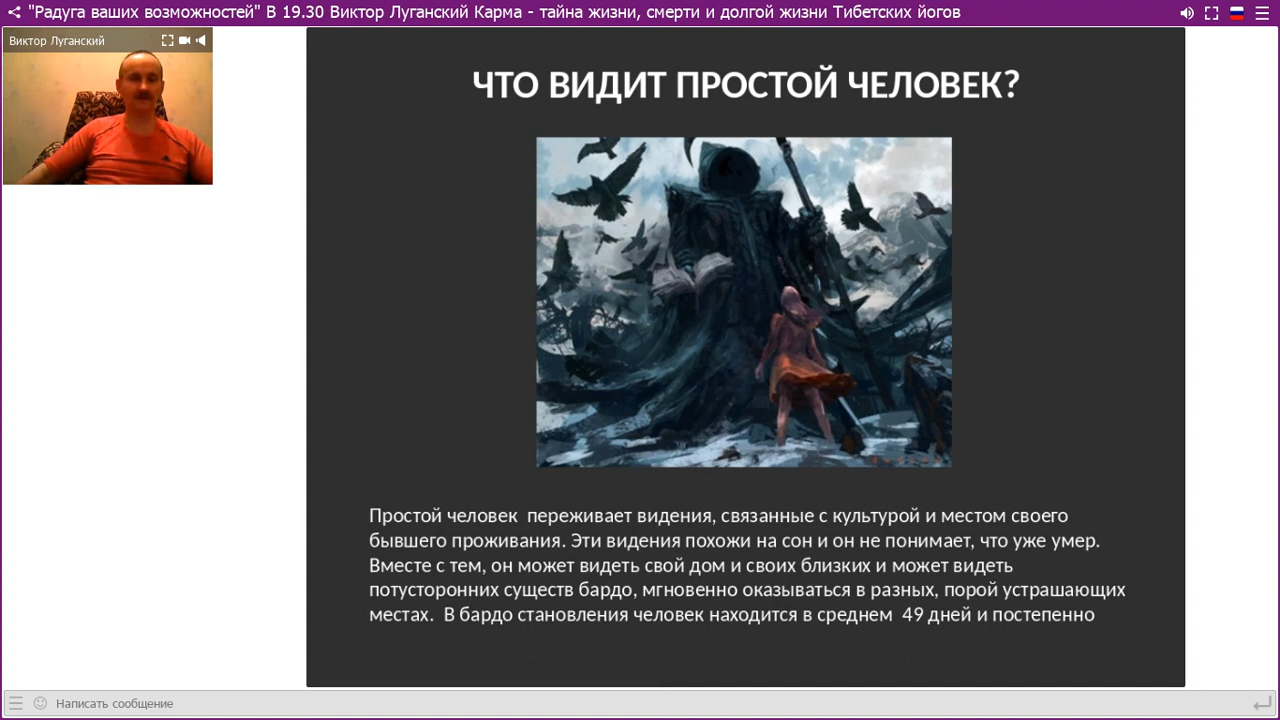 "Радуга ваших возможностей" В 19.30 Виктор Луганский Карма - тайна жизни, смерти и долгой жизни Тибетских йогов
Виктор Луганский
ЧТО ВИДИТ ПРОСТОЙ ЧЕЛОВЕК?
Простой человек  переживает видения, связанные с культурой и местом своего
бывшего проживания. Эти видения похожи на сон и он не понимает, что уже умер.
Вместе с тем, он может видеть свой дом и своих близких и может видеть
потусторонних существ бардо, мгновенно оказываться в разных, порой устрашающих
местах.  В бардо становления человек находится в среднем  49 дней и постепенно
Написать сообщение